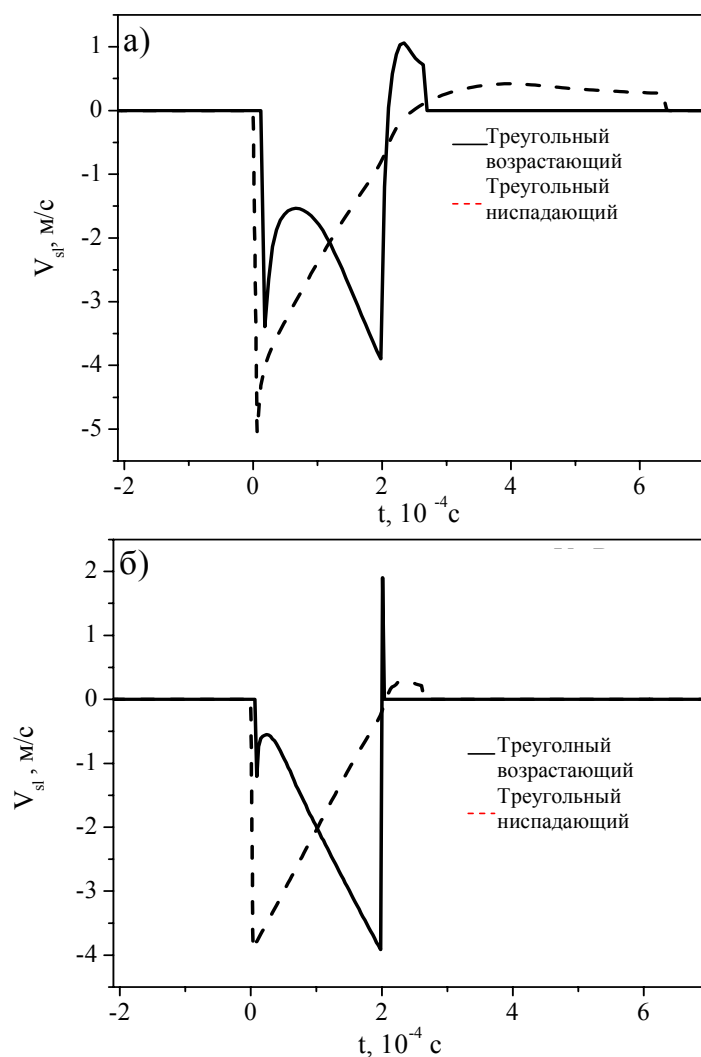 а)
1
0
-1
-2
-3
-4
-5
V_sl, м/с
Треугольный
возрастающий
Треугольный
ниспадающий
-2 0 2 4 6
t, 10 ⁻⁴с
б)
2
1
0
-1
-2
-3
-4
V_sl , м/с
Треуголный
возрастающий
Треугольный
ниспадающий
-2 0 2 4 6
t, 10⁻⁴ с